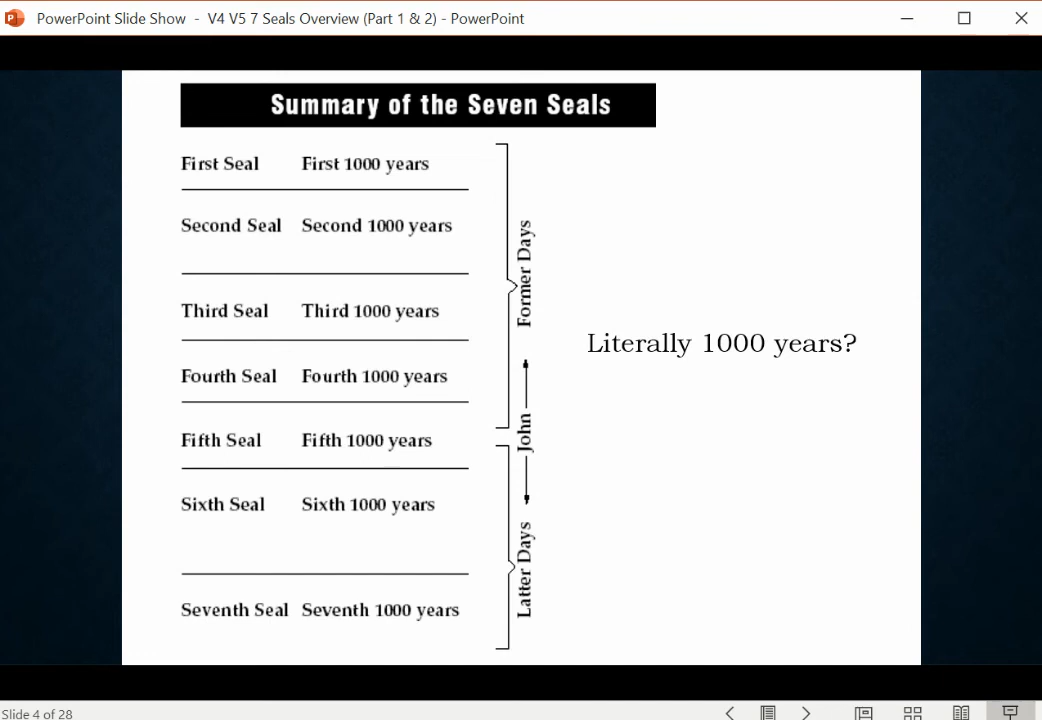 PowerPoint Slide Show - V4 V5 7 Seals Overview (Part 1 & 2) - PowerPoint
Summary of the Seven Seals
First Seal First 1000 years
Second Seal Second 1000 years
Third Seal Third 1000 years
Fourth Seal Fourth 1000 years
Fifth Seal Fifth 1000 years
Sixth Seal Sixth 1000 years
Seventh Seal Seventh 1000 years
Former Days
John
Latter Days
Literally 1000 years?
Slide 4 of 28